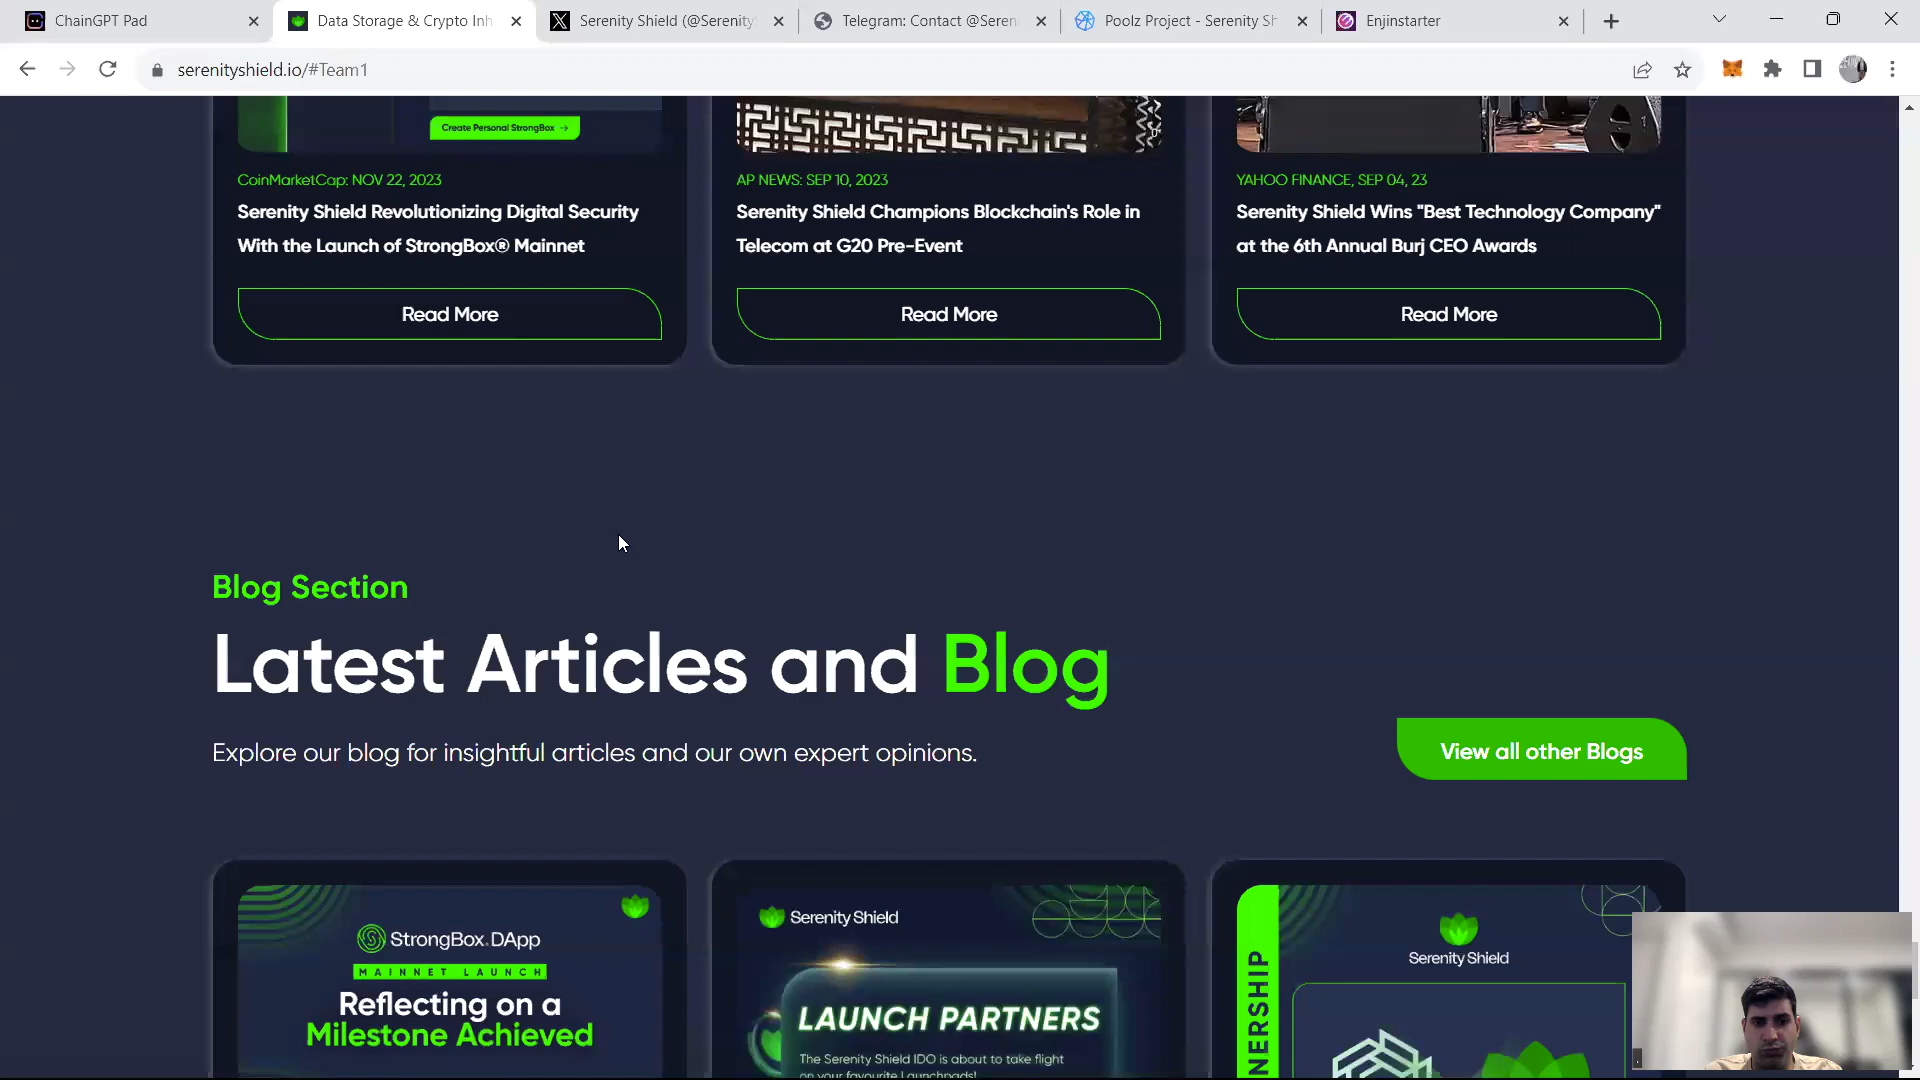 ChainGPT Pad
Data Storage & Crypto Inh
Serenity Shield (@Serenity
Telegram: Contact @Seren
Poolz Project - Serenity Sh
Enjinstarter
serenityshield.io/#Team1
Create Personal StrongBox →
CoinMarketCap: NOV 22, 2023
Serenity Shield Revolutionizing Digital Security
With the Launch of StrongBox® Mainnet
Read More
AP NEWS: SEP 10, 2023
Serenity Shield Champions Blockchain's Role in
Telecom at G20 Pre-Event
Read More
YAHOO FINANCE, SEP 04, 23
Serenity Shield Wins "Best Technology Company"
at the 6th Annual Burj CEO Awards
Read More
Blog Section
Latest Articles and Blog
Explore our blog for insightful articles and our own expert opinions.
View all other Blogs
StrongBox.DApp
MAINNET LAUNCH
Reflecting on a
Milestone Achieved
Serenity Shield
LAUNCH PARTNERS
The Serenity Shield IDO is about to take flight
on your favourite Launchpads!
NERSHIP
Serenity Shield